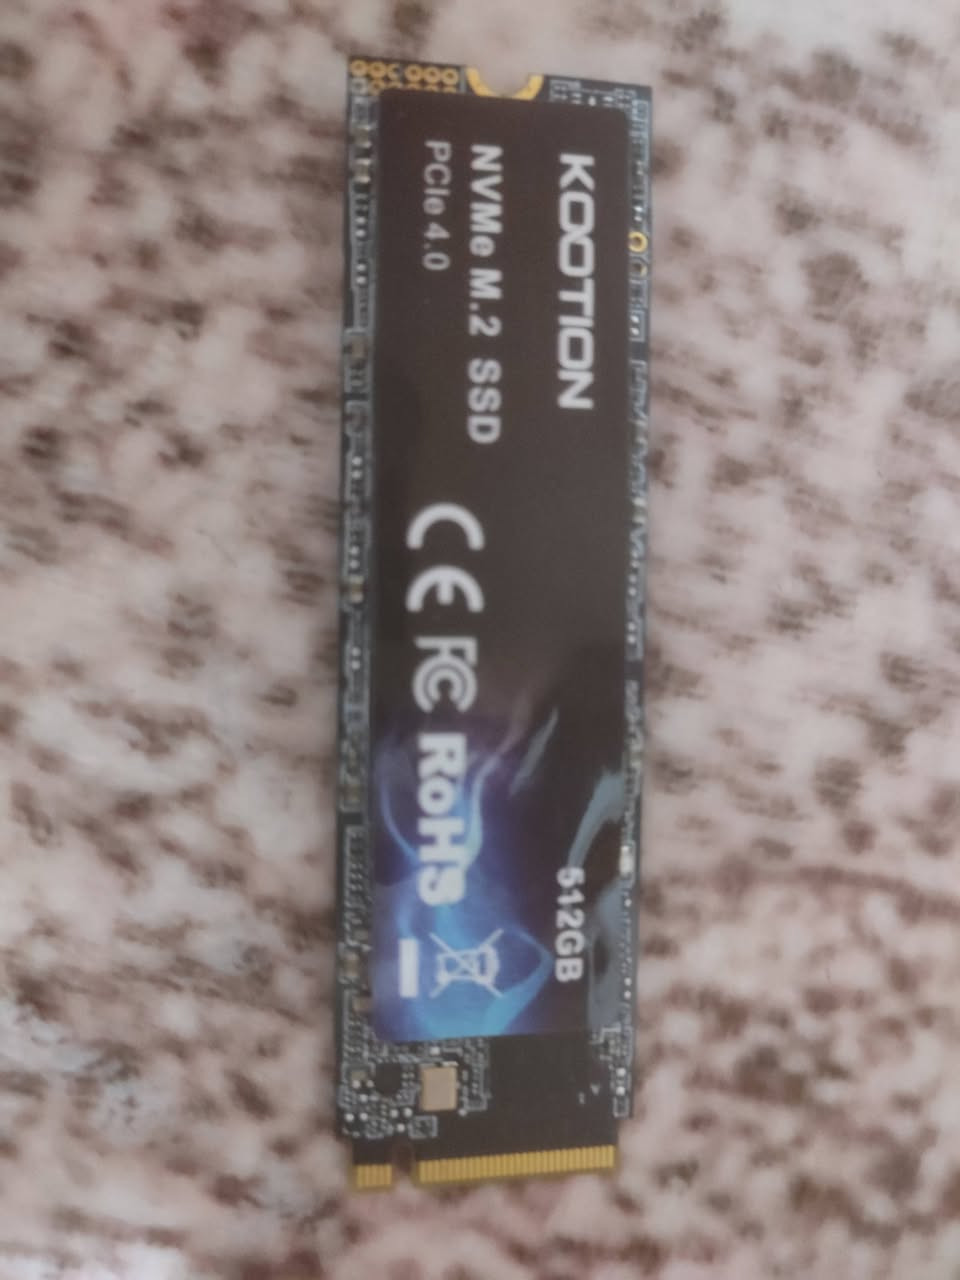 KOOTION
NVMe M.2 SSD
PCIe 4.0
512GB
CE FC RoHS